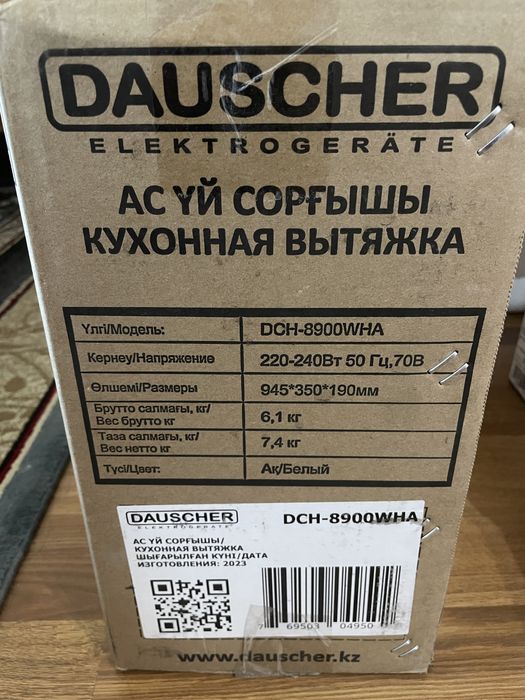 DAUSCHER
ELEKTROGERÄTE
АС ҮЙ СОРҒЫШЫ
КУХОННАЯ ВЫТЯЖКА
Үлгі/Модель: DCH-8900WHA
Кернеу/Напряжение 220-240Вт 50 Гц,70В
Өлшемі/Размеры 945*350*190мм
Брутто салмағы, кг/
Вес брутто кг 6,1 кг
Таза салмағы, кг/
Вес нетто кг 7,4 кг
Түсі/Цвет: Ақ/Белый
DAUSCHER
ELEKTROGERÄTE
DCH-8900WHA
АС ҮЙ СОРҒЫШЫ/
КУХОННАЯ ВЫТЯЖКА
ШЫҒАРЫЛҒАН КҮНІ/ДАТА
ИЗГОТОВЛЕНИЯ: 2023
7 69503 04950
www.dauscher.kz